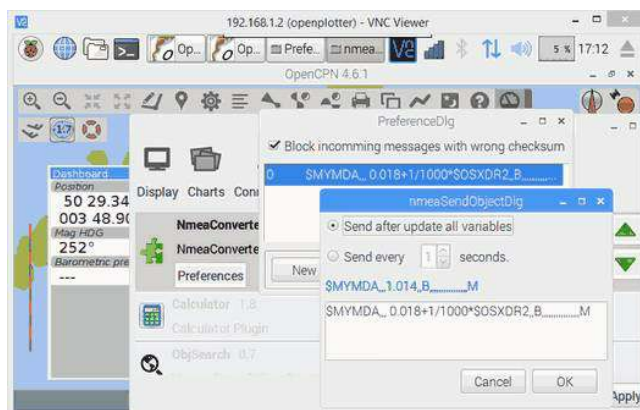 192.168.1.2 (openplotter) - VNC Viewer
Op... Op... Prefe... nmea... 5 % 17:12
OpenCPN 4.6.1
PreferenceDlg
Block incomming messages with wrong checksum
0 $MYMDA,,, 0.018+1/1000*$OSXDR2,,B,,,,,,,,,,...
Dashboard
Position
50 29.34
003 48.90
Mag HDG
252°
Barometric pre
---
Display Charts Con
NmeaConverte
NmeaConverte
Preferences
New
Calculator 1.8
Calculator Plugin
ObjSearch 0.7
nmeaSendObjectDlg
Send after update all variables
Send every 1 seconds.
$MYMDA,,,1.014,,B,,,,,,,,,,,,,,M
$MYMDA,,, 0.018+1/1000*$OSXDR2,,B,,,,,,,,,,,,,,M
Cancel OK
Apply